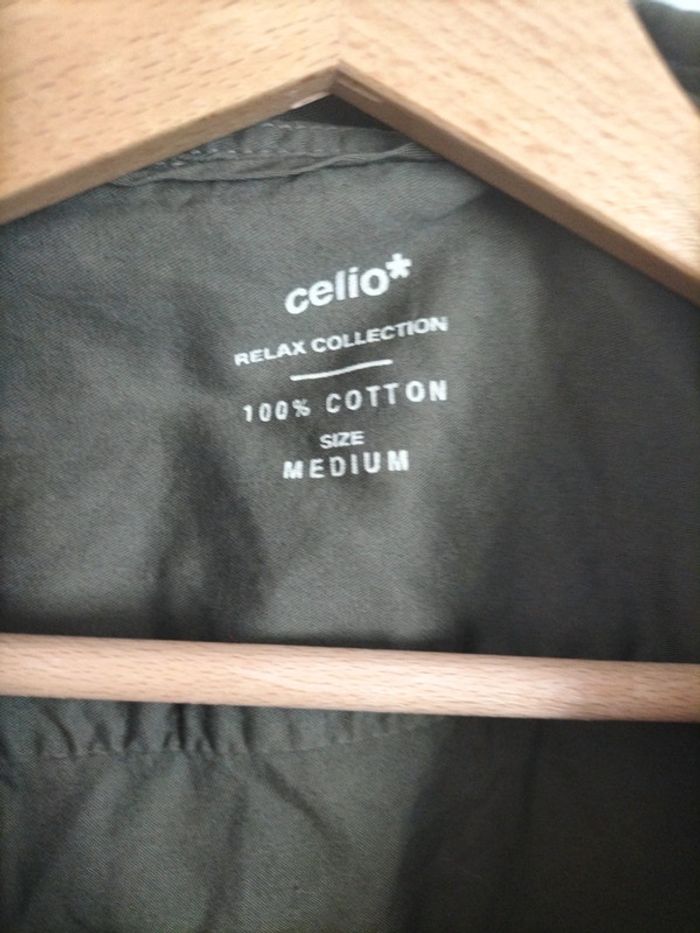 celio*
RELAX COLLECTION
100% COTTON
SIZE
MEDIUM